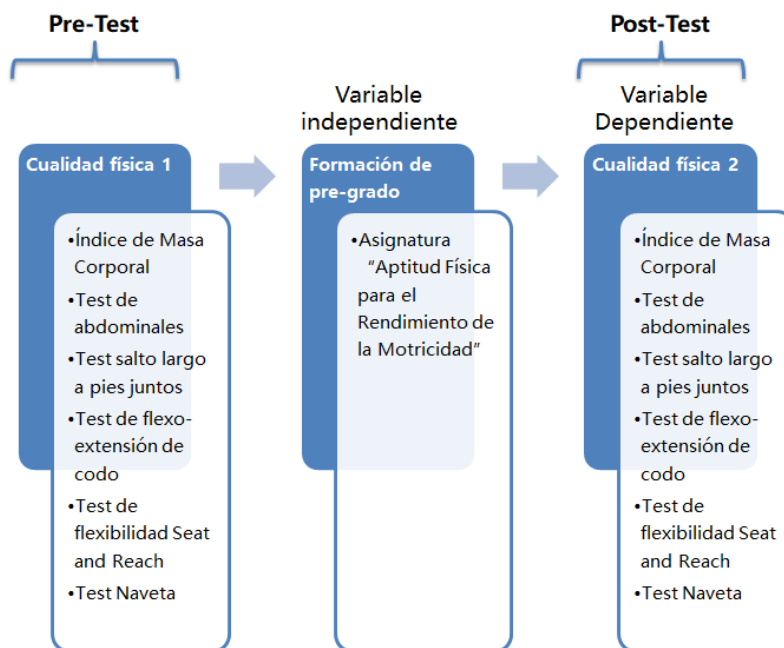 Pre-Test
Post-Test
Variable
independiente
Variable
Dependiente
Cualidad física 1
•Índice de Masa
Corporal
•Test de
abdominales
•Test salto largo
a pies juntos
•Test de flexo-
extensión de
codo
•Test de
flexibilidad Seat
and Reach
•Test Naveta
Formación de
pre-grado
•Asignatura
“Aptitud Física
para el
Rendimiento de
la Motricidad”
Cualidad física 2
•Índice de Masa
Corporal
•Test de
abdominales
•Test salto largo
a pies juntos
•Test de flexo-
extensión de
codo
•Test de
flexibilidad Seat
and Reach
•Test Naveta